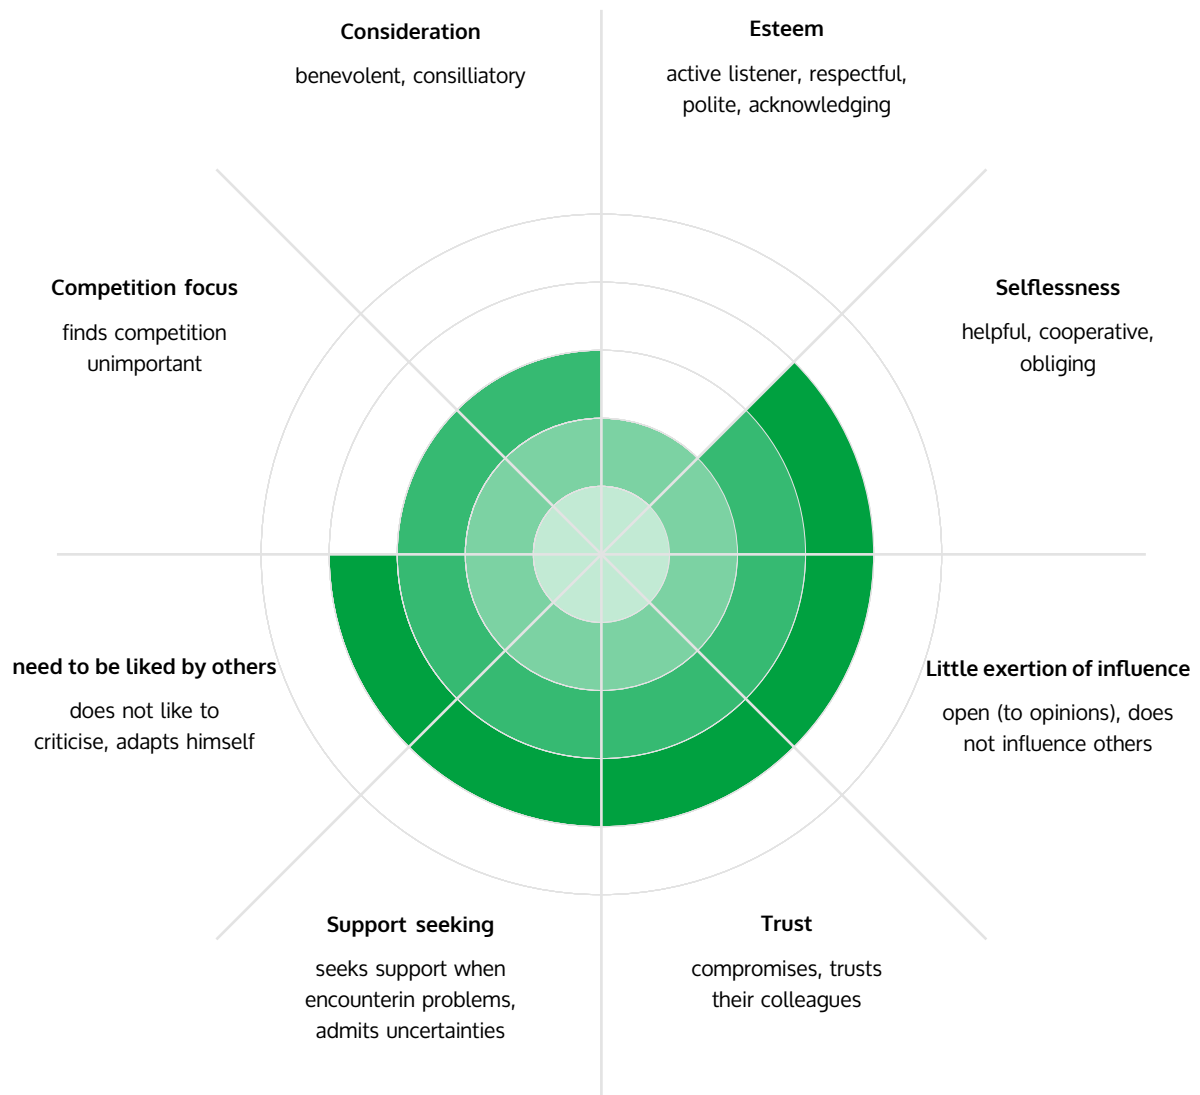 Consideration
benevolent, consilliatory
Esteem
active listener, respectful,
polite, acknowledging
Competition focus
finds competition
unimportant
Selflessness
helpful, cooperative,
obliging
need to be liked by others
does not like to
criticise, adapts himself
Little exertion of influence
open (to opinions), does
not influence others
Support seeking
seeks support when
encounterin problems,
admits uncertainties
Trust
compromises, trusts
their colleagues